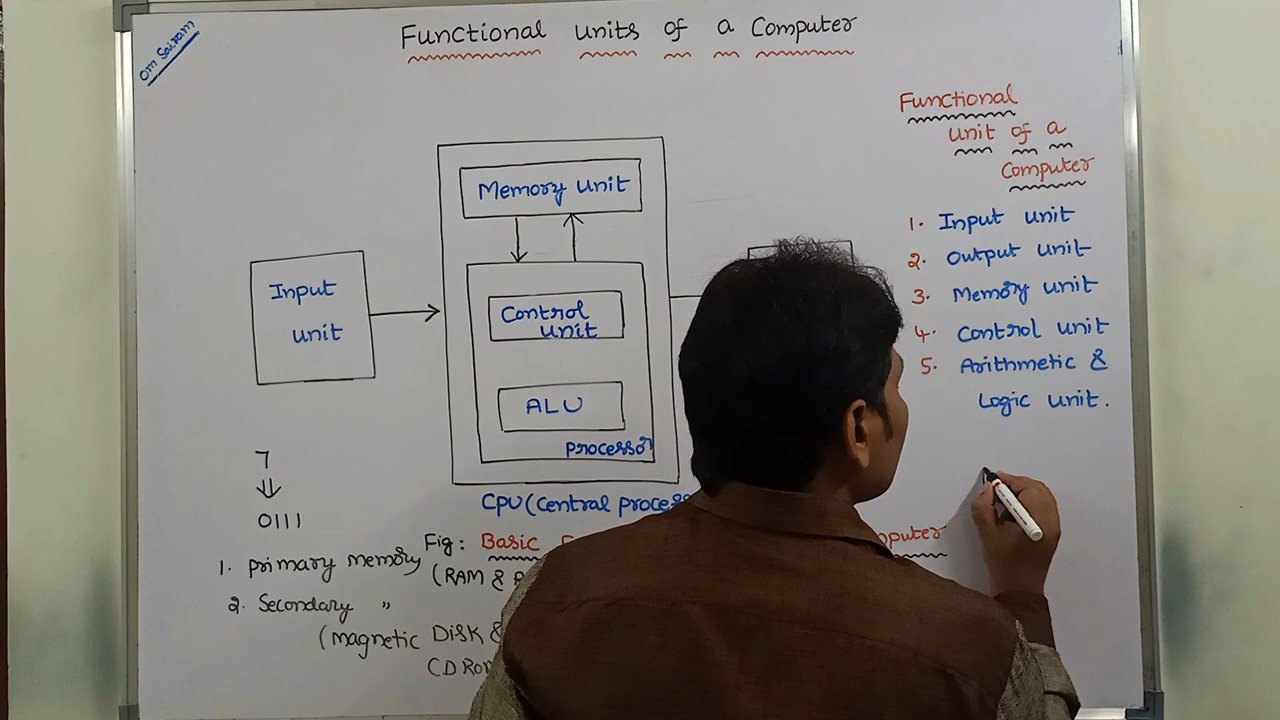 Om Sairam
Functional units of a Computer
Functional
unit of a
Computer
1. Input unit
2. Output unit
3. Memory unit
4. Control unit
5. Arithmetic &
Logic unit.
Memory unit
Input
unit
Control
unit
ALU
processor
CPU (Central
7
0111
Fig: Basic
1. primary memory
(RAM &
2. Secondary "
(magnetic Disk &
CD